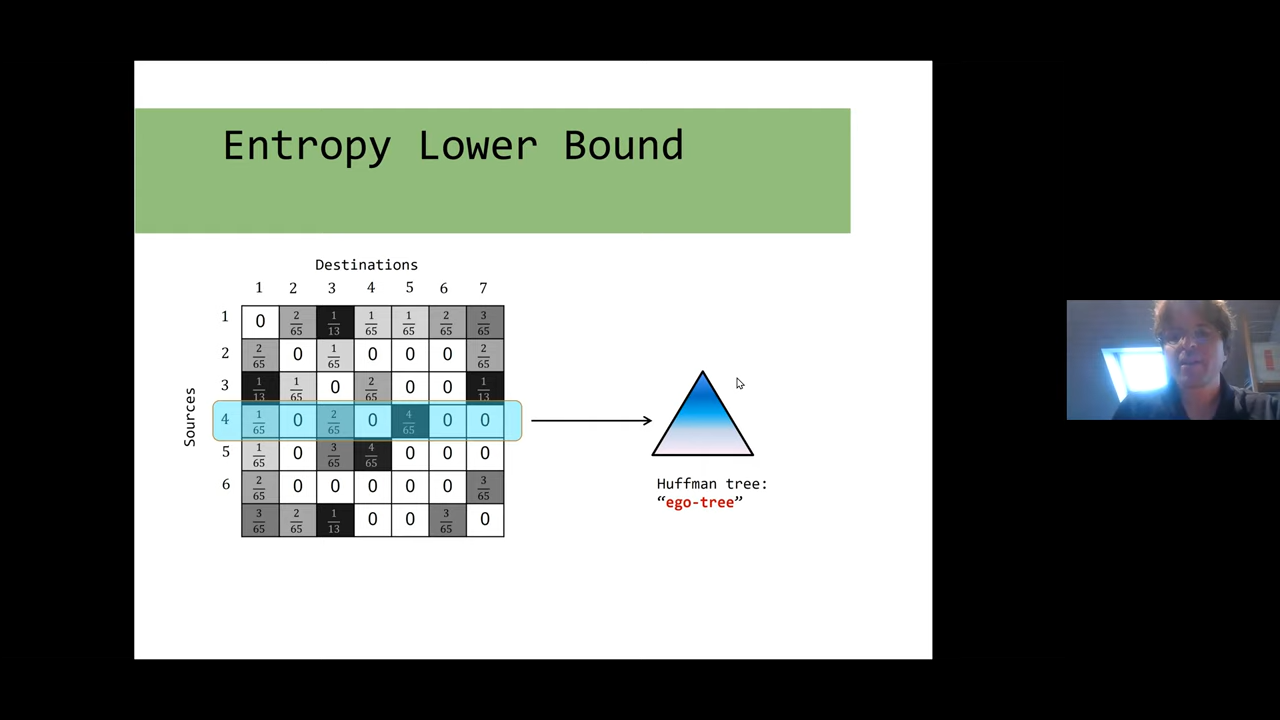 Entropy Lower Bound
Destinations
1 2 3 4 5 6 7
Sources
1 0 2/65 1/13 1/65 1/65 2/65 3/65
2 2/65 0 1/65 0 0 0 2/65
3 1/13 1/65 0 2/65 0 0 1/13
4 1/65 0 2/65 0 4/65 0 0
5 1/65 0 3/65 4/65 0 0 0
6 2/65 0 0 0 0 0 3/65
3/65 2/65 1/13 0 0 3/65 0
Huffman tree:
“ego-tree”